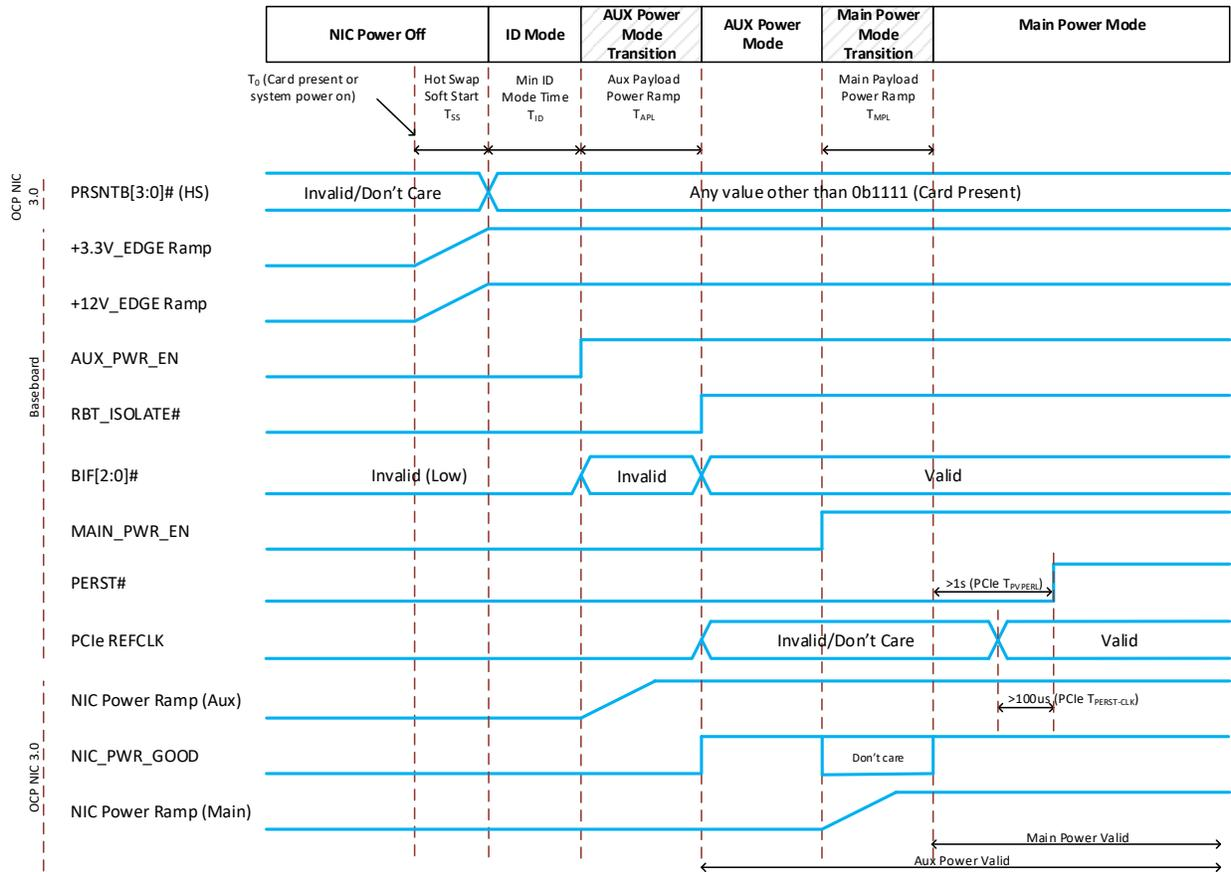 NIC Power Off
ID Mode
AUX Power
Mode
Transition
AUX Power
Mode
Main Power
Mode
Transition
Main Power Mode
T0 (Card present or
system power on)
Hot Swap
Soft Start
TSS
Min ID
Mode Time
TID
Aux Payload
Power Ramp
TAPL
Main Payload
Power Ramp
TMPL
OCP NIC
3.0
PRSNTB[3:0]# (HS)
Invalid/Don't Care
Any value other than 0b1111 (Card Present)
Baseboard
+3.3V_EDGE Ramp
+12V_EDGE Ramp
AUX_PWR_EN
RBT_ISOLATE#
BIF[2:0]#
Invalid (Low)
Invalid
Valid
MAIN_PWR_EN
PERST#
>1s (PCIe TPVPERL)
PCIe REFCLK
Invalid/Don't Care
Valid
OCP NIC 3.0
NIC Power Ramp (Aux)
>100us (PCIe TPERST-CLK)
NIC_PWR_GOOD
Don't care
NIC Power Ramp (Main)
Main Power Valid
Aux Power Valid